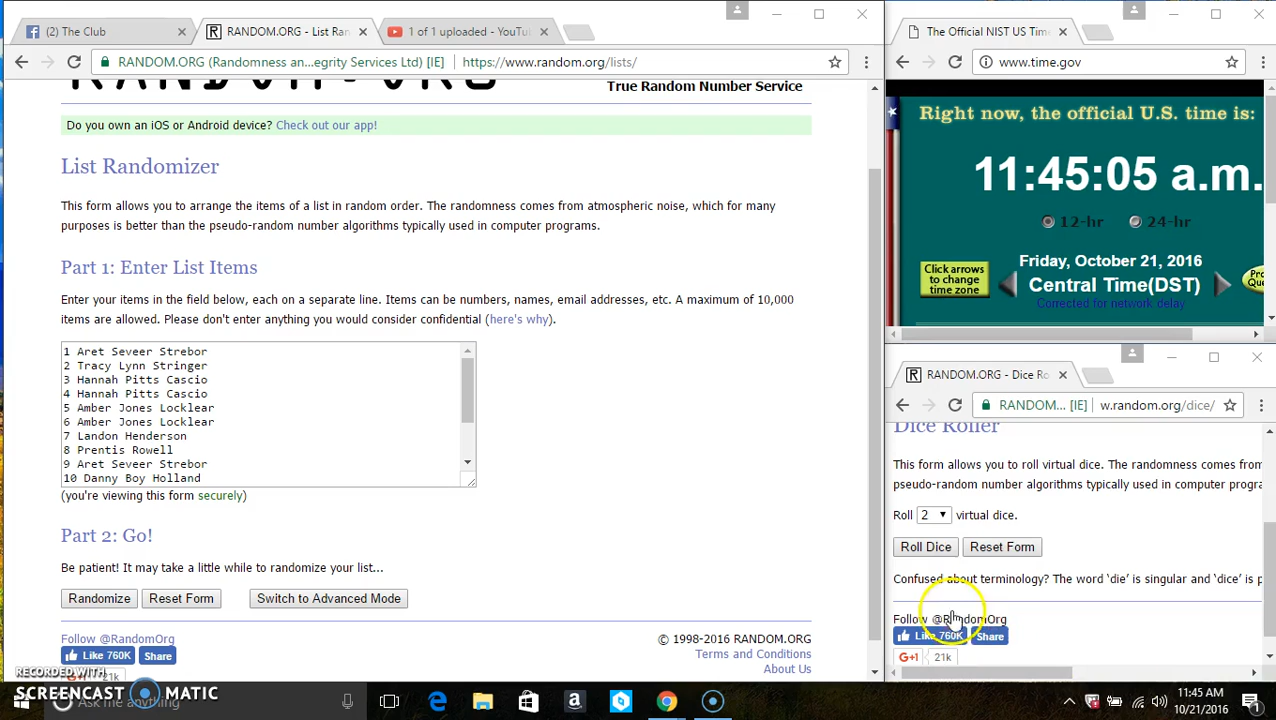 (2) The Club
RANDOM.ORG - List Ran
1 of 1 uploaded - YouTu
RANDOM.ORG (Randomness an...egrity Services Ltd) [IE]
https://www.random.org/lists/
RANDOM.ORG
True Random Number Service
Do you own an iOS or Android device? Check out our app!
List Randomizer
This form allows you to arrange the items of a list in random order. The randomness comes from atmospheric noise, which for many
purposes is better than the pseudo-random number algorithms typically used in computer programs.
Part 1: Enter List Items
Enter your items in the field below, each on a separate line. Items can be numbers, names, email addresses, etc. A maximum of 10,000
items are allowed. Please don't enter anything you would consider confidential (here's why).
1 Aret Seveer Strebor
2 Tracy Lynn Stringer
3 Hannah Pitts Cascio
4 Hannah Pitts Cascio
5 Amber Jones Locklear
6 Amber Jones Locklear
7 Landon Henderson
8 Prentis Rowell
9 Aret Seveer Strebor
10 Danny Boy Holland
(you're viewing this form securely)
Part 2: Go!
Be patient! It may take a little while to randomize your list...
Randomize
Reset Form
Switch to Advanced Mode
Follow @RandomOrg
Like 760K
Share
21k
© 1998-2016 RANDOM.ORG
Terms and Conditions
About Us
The Official NIST US Tim
www.time.gov
Right now, the official U.S. time is:
11:45:05 a.m.
12-hr
24-hr
Click arrows
to change
time zone
Friday, October 21, 2016
Central Time(DST)
Corrected for network delay
RANDOM.ORG - Dice Ro
RANDOM... [IE]
w.random.org/dice/
Dice Roller
This form allows you to roll virtual dice. The randomness comes from
pseudo-random number algorithms typically used in computer progra
Roll 2 virtual dice.
Roll Dice
Reset Form
Confused about terminology? The word 'die' is singular and 'dice' is p
Follow @RandomOrg
Like 760K
Share
G+1
21k
RECORDED WITH
SCREENCAST MATIC
Ask me anything
11:45 AM
10/21/2016